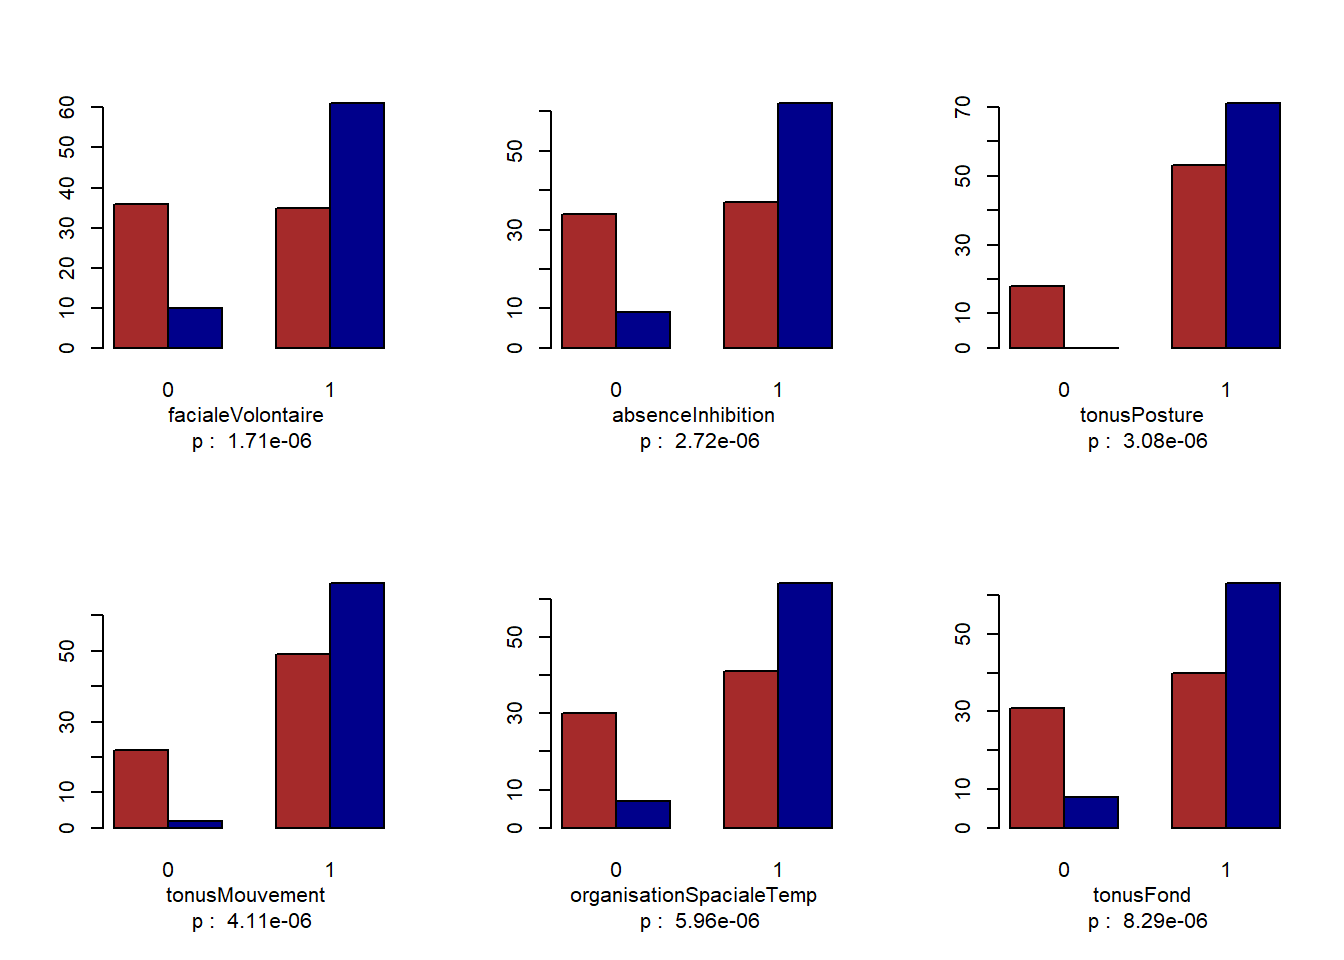 60
50
40
30
20
10
0
0 1
facialeVolontaire
p : 1.71e-06
50
30
10
0
0 1
absenceInhibition
p : 2.72e-06
70
50
30
10
0
0 1
tonusPosture
p : 3.08e-06
50
30
10
0
0 1
tonusMouvement
p : 4.11e-06
50
30
10
0
0 1
organisationSpacialeTemp
p : 5.96e-06
50
30
10
0
0 1
tonusFond
p : 8.29e-06